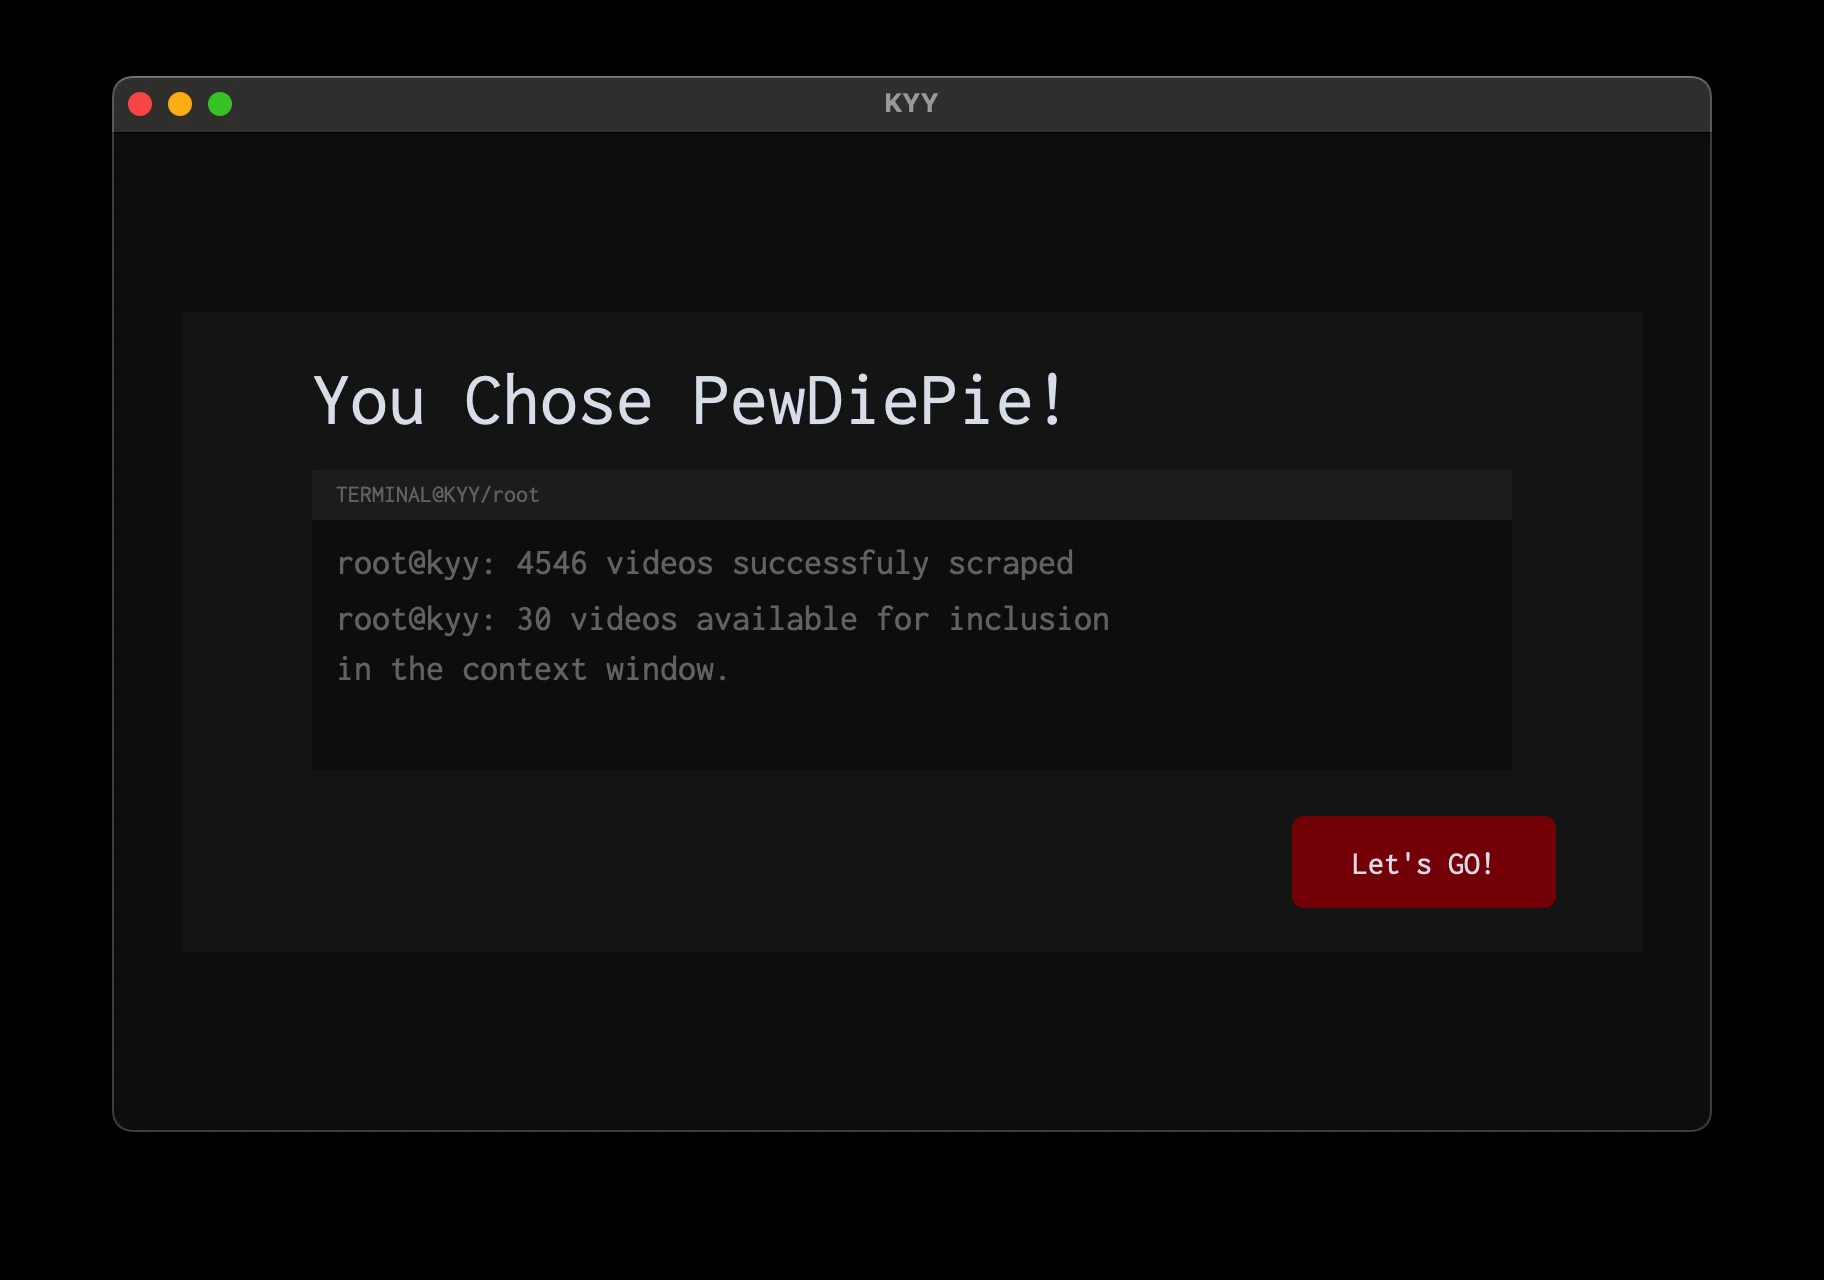 KYY
You Chose PewDiePie!
TERMINAL@KYY/root
root@kyy: 4546 videos successfuly scraped
root@kyy: 30 videos available for inclusion
in the context window.
Let's GO!